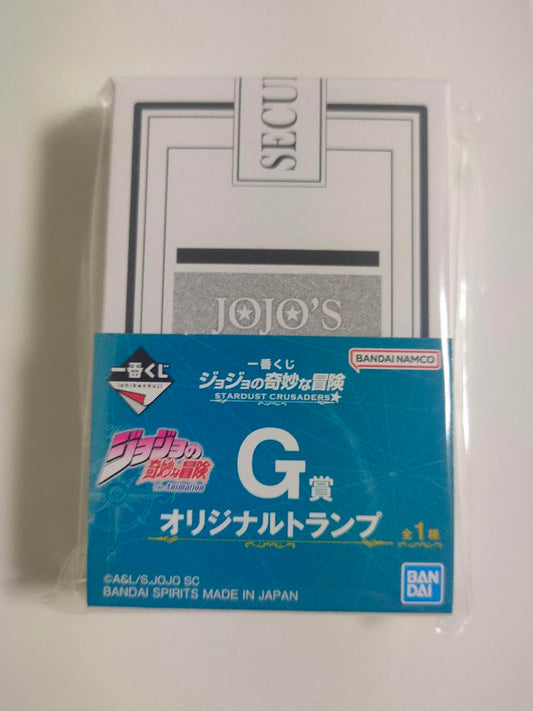 SECU
JOJO'S
一番くじ
ichibankuji
一番くじ
ジョジョの奇妙な冒険
STARDUST CRUSADERS
BANDAI NAMCO
ジョジョの
奇妙な冒険
the Animation
G賞
オリジナルトランプ
全1種
©A&L/S,JOJO SC
BANDAI SPIRITS MADE IN JAPAN
BAN
DAI